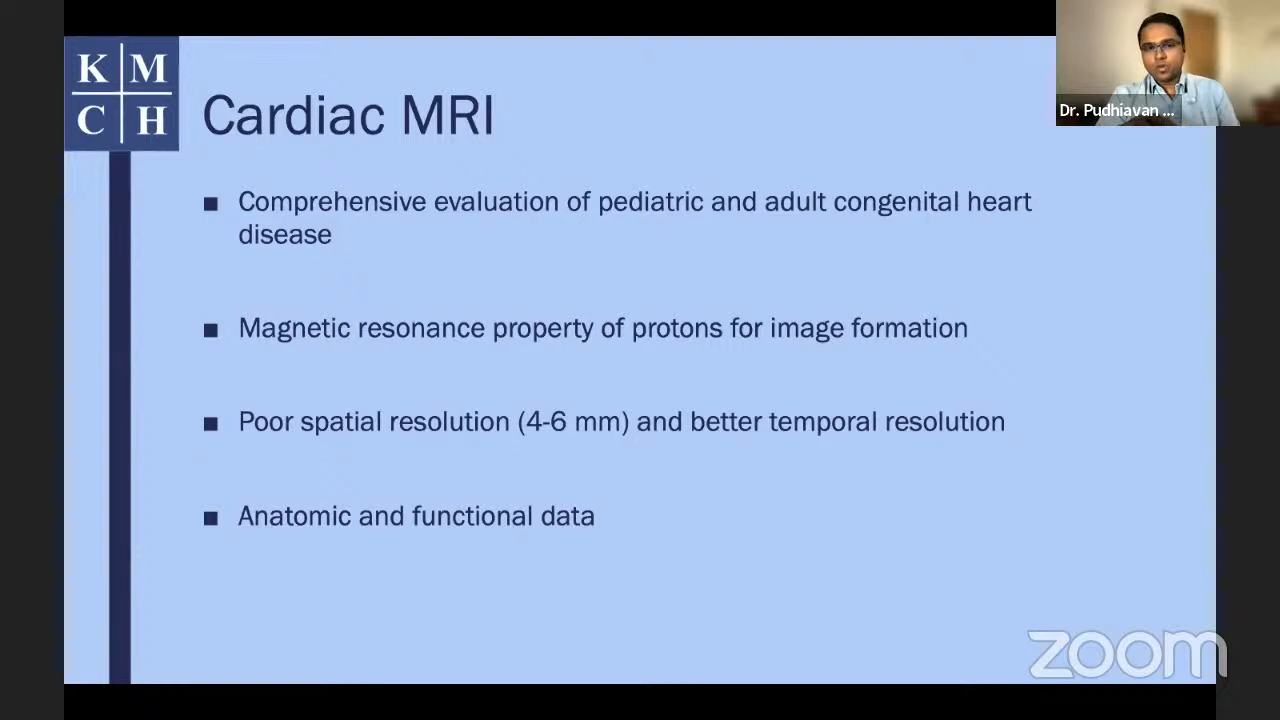 K M
C H
Cardiac MRI
Dr. Pudhiavan ...
■ Comprehensive evaluation of pediatric and adult congenital heart
disease
■ Magnetic resonance property of protons for image formation
■ Poor spatial resolution (4-6 mm) and better temporal resolution
■ Anatomic and functional data
zoom